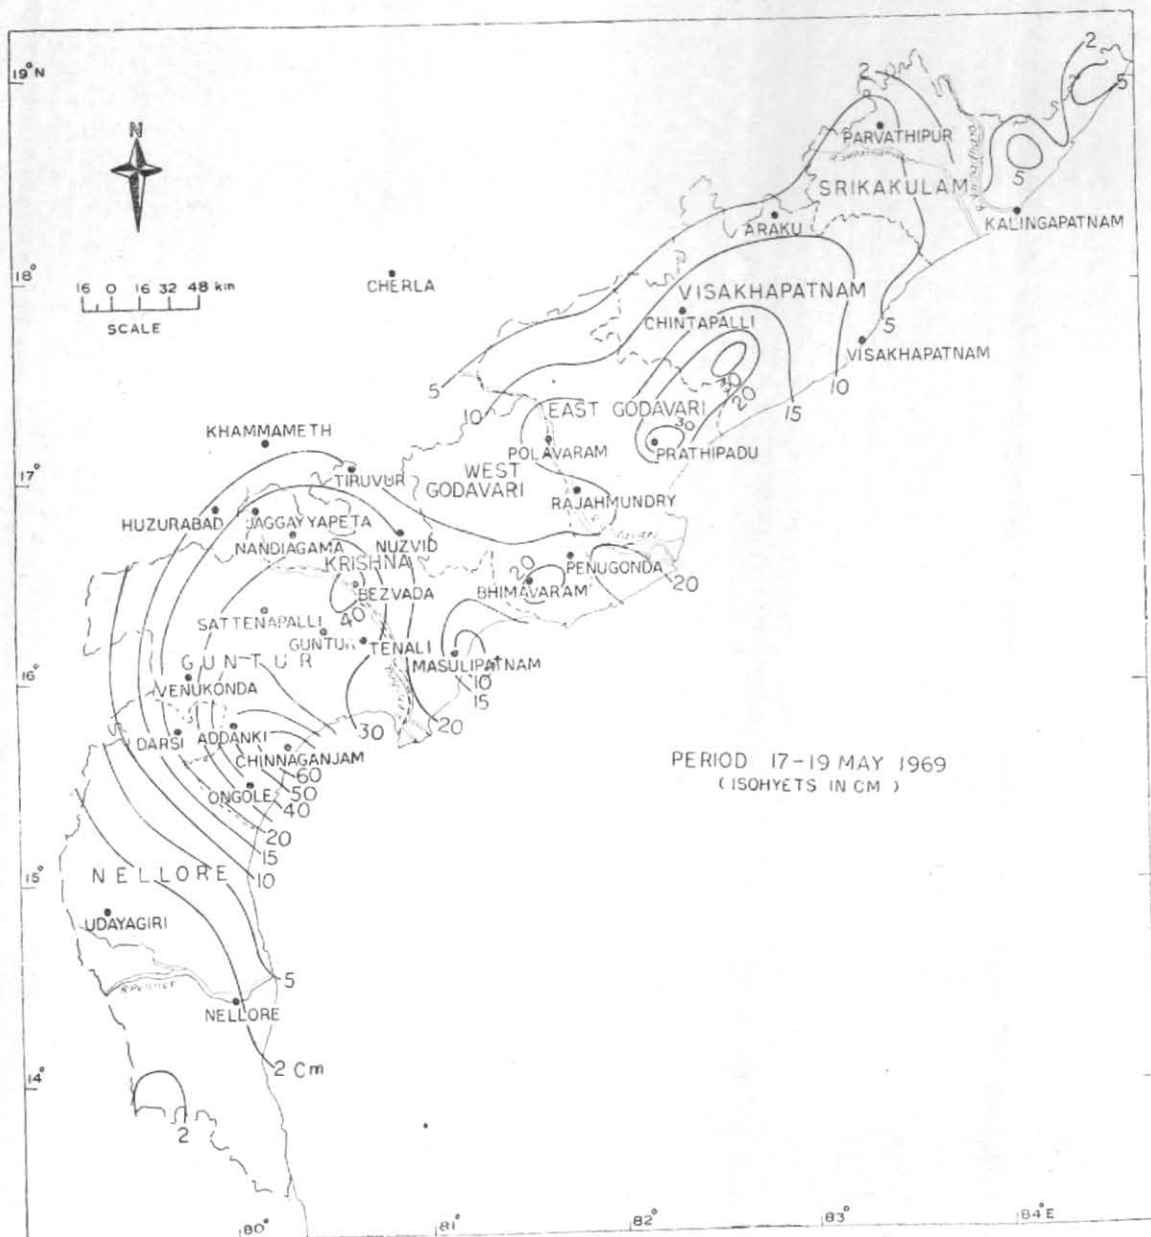 2
19°N
2
5
N
PARVATHIPUR
5
SRIKAKULAM
KALINGAPATNAM
ARAKU
18°
16 0 16 32 48 km
SCALE
CHERLA
VISAKHAPATNAM
CHINTAPALLI
5
VISAKHAPATNAM
5
30
20
10
15
10
EAST GODAVARI
30
KHAMMAMETH
POLAVARAM
PRATHIPADU
17°
TIRUVUR
WEST
GODAVARI
RAJAHMUNDRY
HUZURABAD
JAGGAYYAPETA
NANDIAGAMA
NUZVID
KRISHNA
20
PENUGONDA
20
BEZVADA
BHIMAVARAM
40
SATTENAPALLI
GUNTUR
TENALI
GUNTUR
MASULIPATNAM
16°
VENUKONDA
10
15
30
20
DARSI
ADDANKI
CHINNAGANJAM
60
50
ONGOLE
40
20
15
10
PERIOD 17-19 MAY 1969
(ISOHYETS IN CM)
15°
NELLORE
UDAYAGIRI
5
R.PENNER
NELLORE
2 Cm
14°
2
80°
81°
82°
83°
84°E